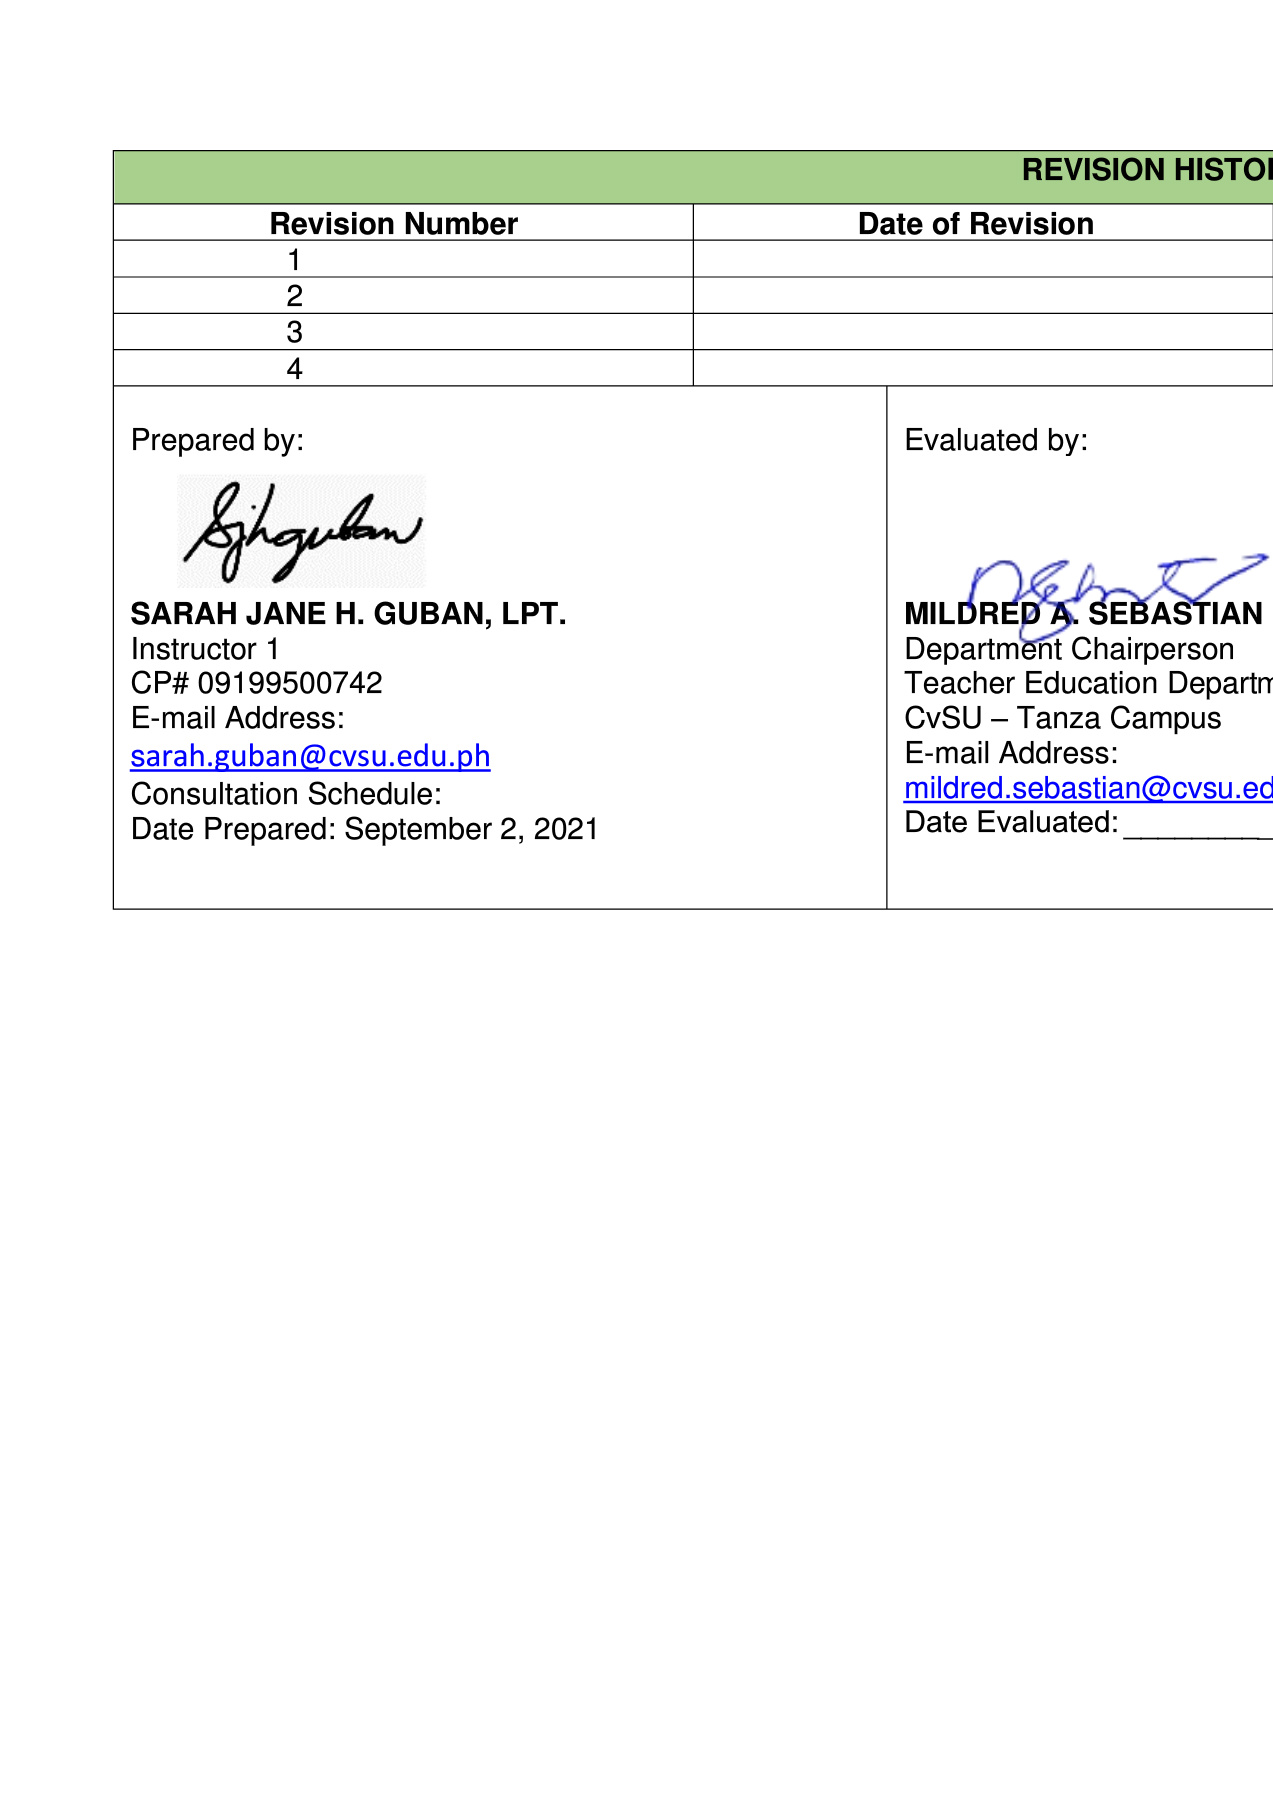 REVISION HISTO
Revision Number Date of Revision
1
2
3
4
Prepared by:
Sjhguban
SARAH JANE H. GUBAN, LPT.
Instructor 1
CP# 09199500742
E-mail Address:
sarah.guban@cvsu.edu.ph
Consultation Schedule:
Date Prepared: September 2, 2021
Evaluated by:
MILDRED A. SEBASTIAN
Department Chairperson
Teacher Education Departm
CvSU – Tanza Campus
E-mail Address:
mildred.sebastian@cvsu.ed
Date Evaluated: _________